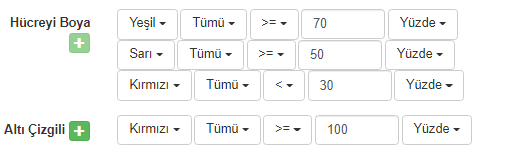 Hücreyi Boya Yeşil Tümü >= 70 Yüzde
+ Sarı Tümü >= 50 Yüzde
Kırmızı Tümü < 30 Yüzde
Altı Çizgili + Kırmızı Tümü >= 100 Yüzde